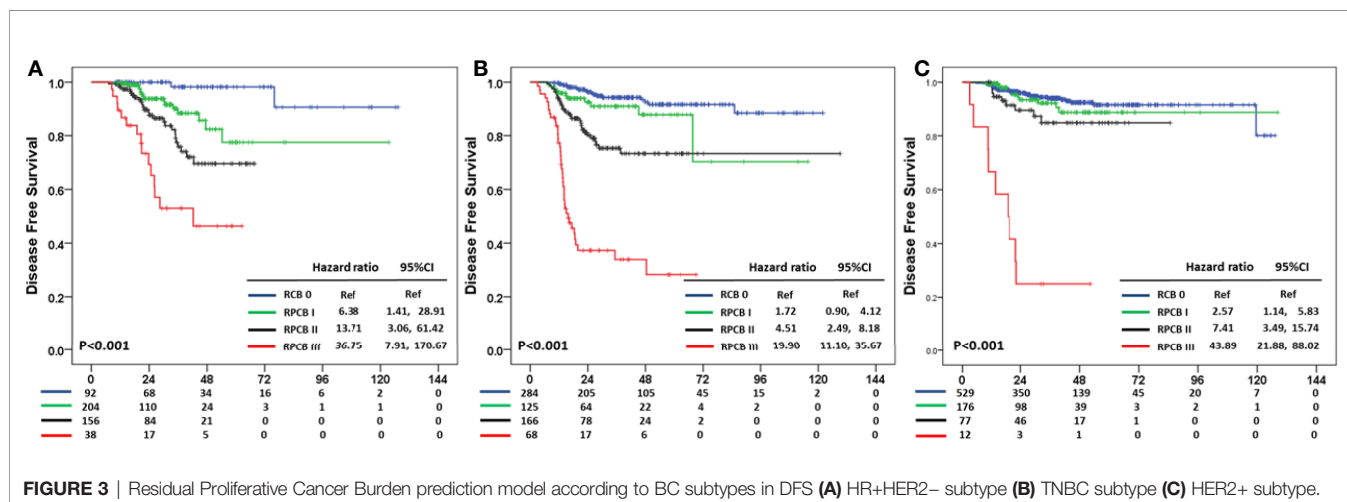 A
Disease Free Survival
1.0
0.8
0.6
0.4
0.2
0.0
Hazard ratio 95%CI
RCB 0 Ref Ref
RPCB I 6.38 1.41, 28.91
RPCB II 13.71 3.06, 61.42
RPCB III 36.75 7.91, 170.67
P<0.001
0 24 48 72 96 120 144
92 68 34 16 6 2 0
204 110 24 3 1 1 0
156 84 21 0 0 0 0
38 17 5 0 0 0 0
B
Disease Free Survival
1.0
0.8
0.6
0.4
0.2
0.0
Hazard ratio 95%CI
RCB 0 Ref Ref
RPCB I 1.72 0.90, 4.12
RPCB II 4.51 2.49, 8.18
RPCB III 19.90 11.10, 35.67
P<0.001
0 24 48 72 96 120 144
284 205 105 45 15 2 0
125 64 22 4 2 0 0
166 78 24 2 0 0 0
68 17 6 0 0 0 0
C
Disease Free Survival
1.0
0.8
0.6
0.4
0.2
0.0
Hazard ratio 95%CI
RCB 0 Ref Ref
RPCB I 2.57 1.14, 5.83
RPCB II 7.41 3.49, 15.74
RPCB III 43.89 21.88, 88.02
P<0.001
0 24 48 72 96 120 144
529 350 139 45 20 7 0
176 98 39 3 2 1 0
77 46 17 1 0 0 0
12 3 1 0 0 0 0
FIGURE 3 | Residual Proliferative Cancer Burden prediction model according to BC subtypes in DFS (A) HR+HER2− subtype (B) TNBC subtype (C) HER2+ subtype.